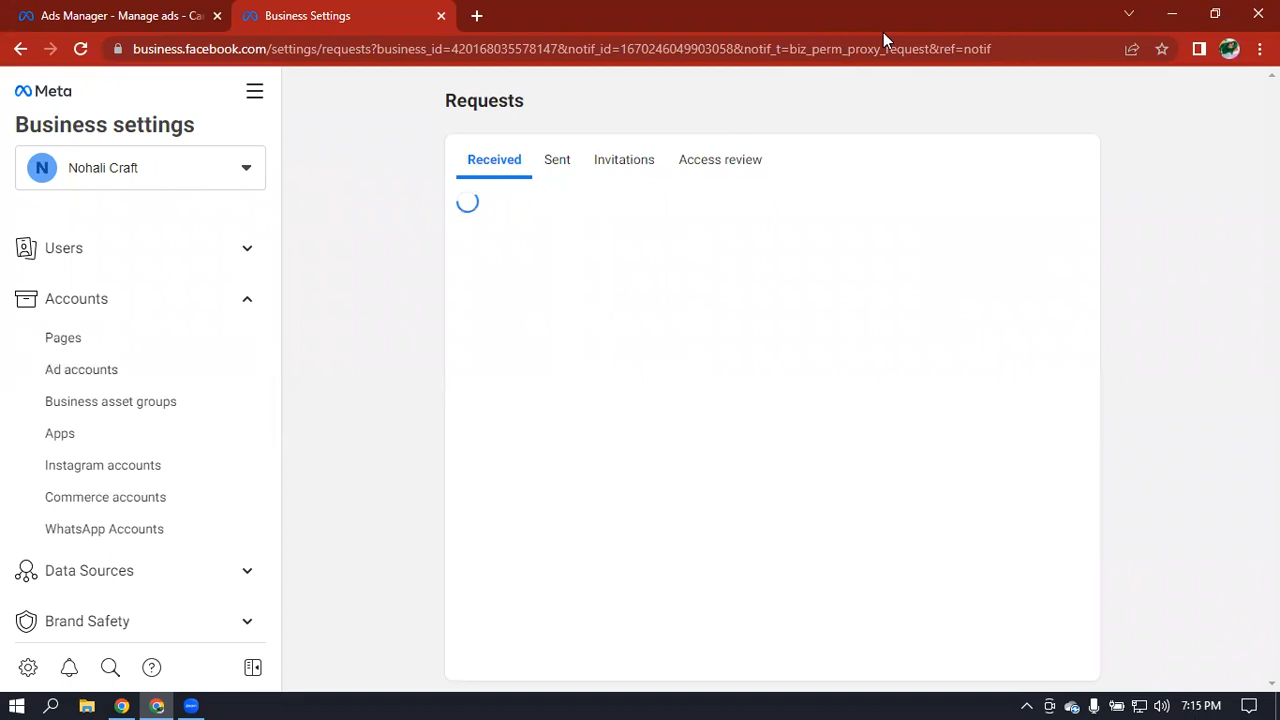 Ads Manager - Manage ads - Ca
Business Settings
business.facebook.com/settings/requests?business_id=420168035578147&notif_id=1670246049903058&notif_t=biz_perm_proxy_request&ref=notif
Meta
Business settings
N
Nohali Craft
Users
Accounts
Pages
Ad accounts
Business asset groups
Apps
Instagram accounts
Commerce accounts
WhatsApp Accounts
Data Sources
Brand Safety
Requests
Received
Sent
Invitations
Access review
7:15 PM